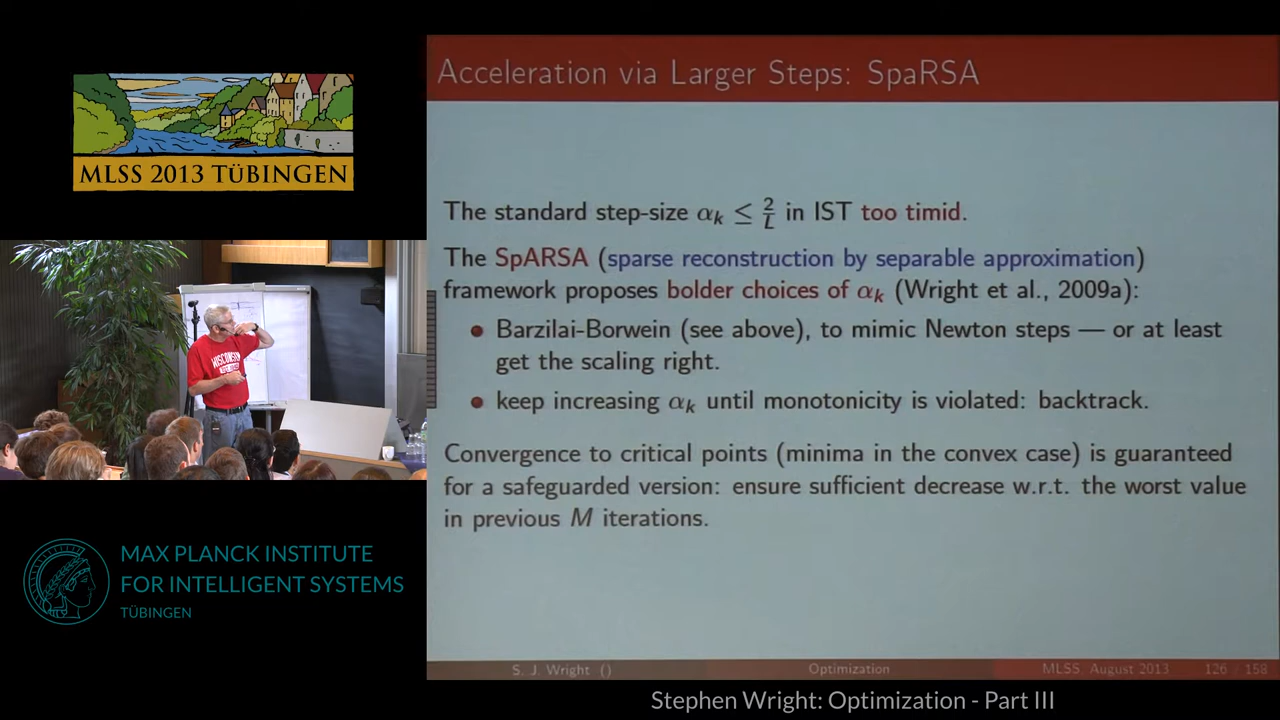 MLSS 2013 TÜBINGEN
WISCONSIN
MAX PLANCK INSTITUTE
FOR INTELLIGENT SYSTEMS
TÜBINGEN
Acceleration via Larger Steps: SpaRSA
The standard step-size αₖ ≤ 2/L in IST too timid.
The SpARSA (sparse reconstruction by separable approximation)
framework proposes bolder choices of αₖ (Wright et al., 2009a):
• Barzilai-Borwein (see above), to mimic Newton steps — or at least
get the scaling right.
• keep increasing αₖ until monotonicity is violated: backtrack.
Convergence to critical points (minima in the convex case) is guaranteed
for a safeguarded version: ensure sufficient decrease w.r.t. the worst value
in previous M iterations.
S. J. Wright () Optimization MLSS, August 2013 126 / 158
Stephen Wright: Optimization - Part III